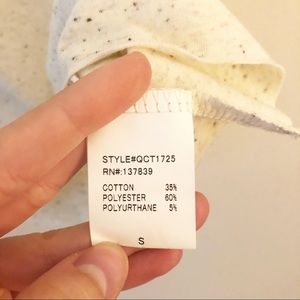 STYLE#QCT1725
RN#:137839
COTTON 35%
POLYESTER 60%
POLYURTHANE 5%
S